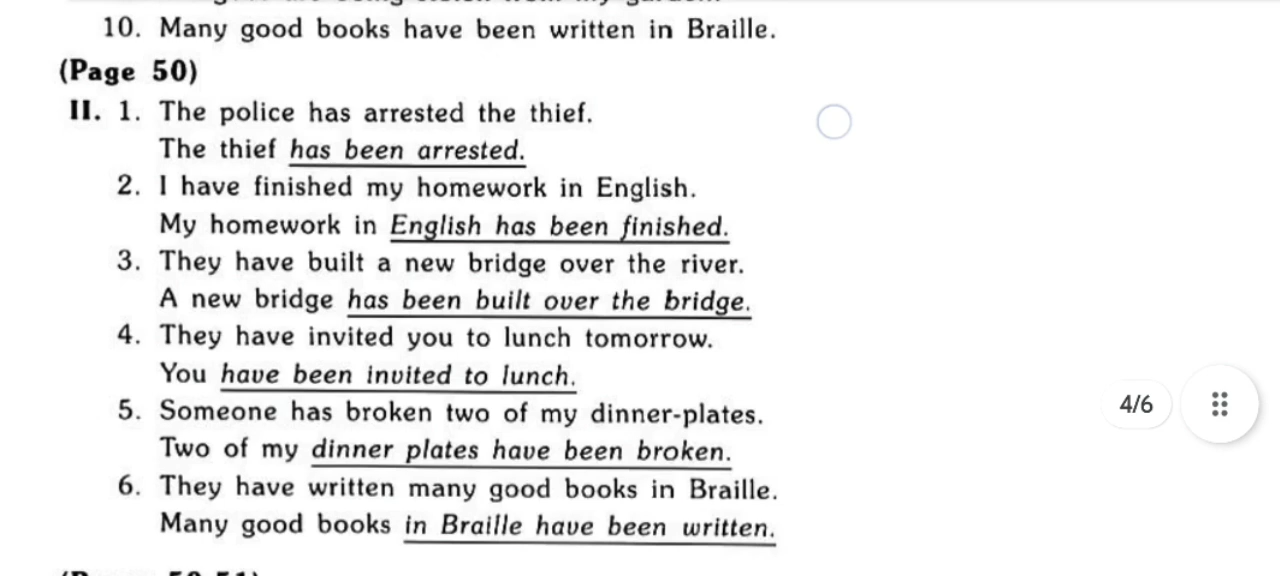 10. Many good books have been written in Braille.
(Page 50)
II. 1. The police has arrested the thief.
The thief has been arrested.
2. I have finished my homework in English.
My homework in English has been finished.
3. They have built a new bridge over the river.
A new bridge has been built over the bridge.
4. They have invited you to lunch tomorrow.
You have been invited to lunch.
5. Someone has broken two of my dinner-plates.
Two of my dinner plates have been broken.
4/6
6. They have written many good books in Braille.
Many good books in Braille have been written.